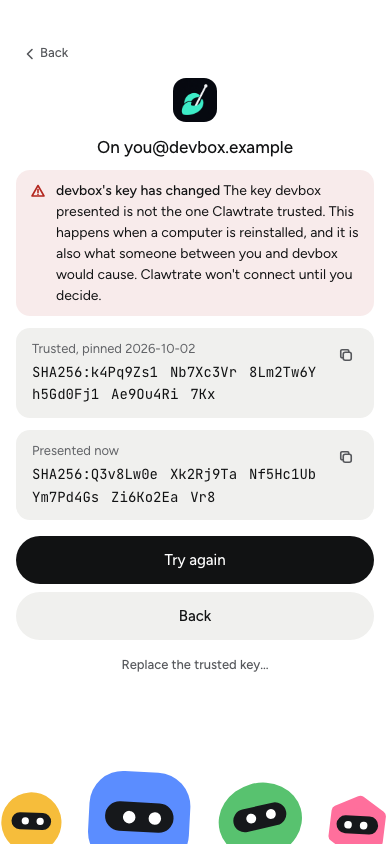 Back
On you@devbox.example
devbox's key has changed The key devbox
presented is not the one Clawtrate trusted. This
happens when a computer is reinstalled, and it is
also what someone between you and devbox
would cause. Clawtrate won't connect until you
decide.
Trusted, pinned 2026-10-02
SHA256:k4Pq9Zs1 Nb7Xc3Vr 8Lm2Tw6Y
h5Gd0Fj1 Ae9Ou4Ri 7Kx
Presented now
SHA256:Q3v8Lw0e Xk2Rj9Ta Nf5Hc1Ub
Ym7Pd4Gs Zi6Ko2Ea Vr8
Try again
Back
Replace the trusted key…